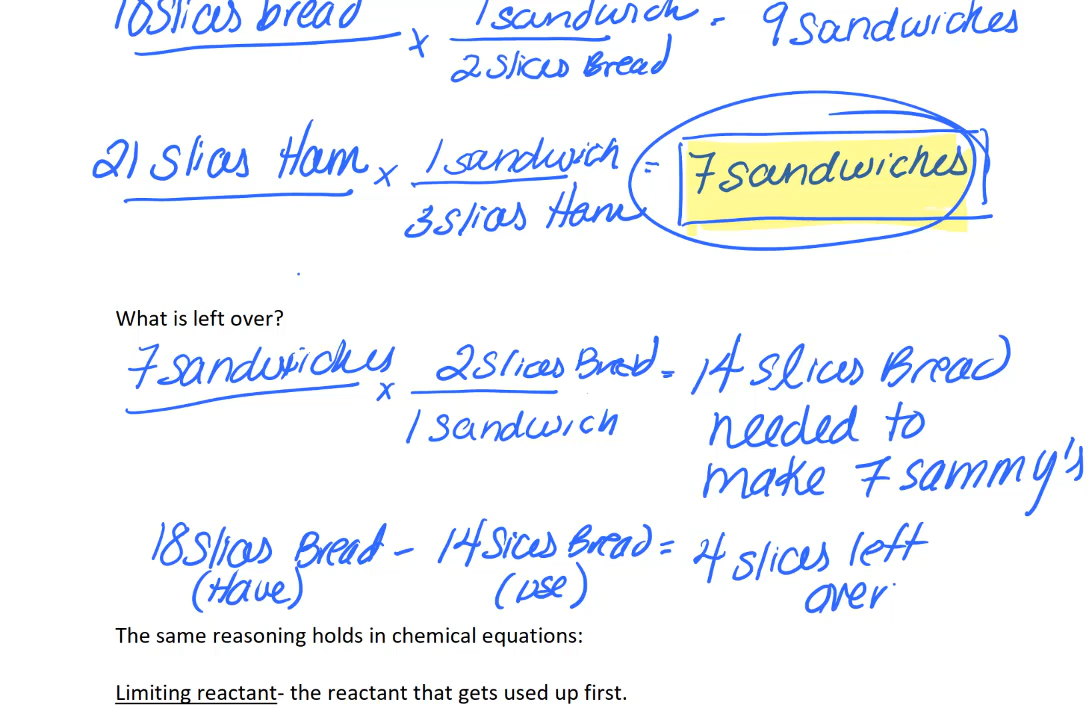 18 Slices bread x 1 sandwich / 2 Slices Bread = 9 Sandwiches
21 Slices Ham x 1 sandwich / 3 Slices Ham = 7 sandwiches
What is left over?
7 sandwiches x 2 Slices Bread / 1 Sandwich = 14 Slices Bread
needed to
make 7 sammy's
18 Slices Bread - 14 Sices Bread = 4 slices left
(Have) (use) over
The same reasoning holds in chemical equations:
Limiting reactant- the reactant that gets used up first.